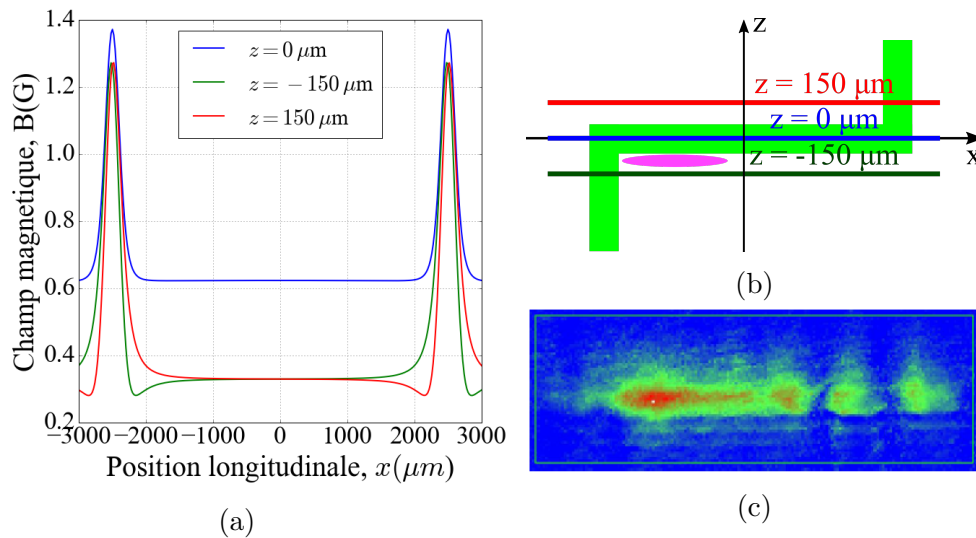 1.4
1.2
1.0
0.8
0.6
0.4
0.2
Champ magnetique, B(G)
z = 0 μm
z = − 150 μm
z = 150 μm
−3000 −2000 −1000 0 1000 2000 3000
Position longitudinale, x(μm)
(a)
z
z = 150 μm
z = 0 μm
x
z = -150 μm
(b)
(c)